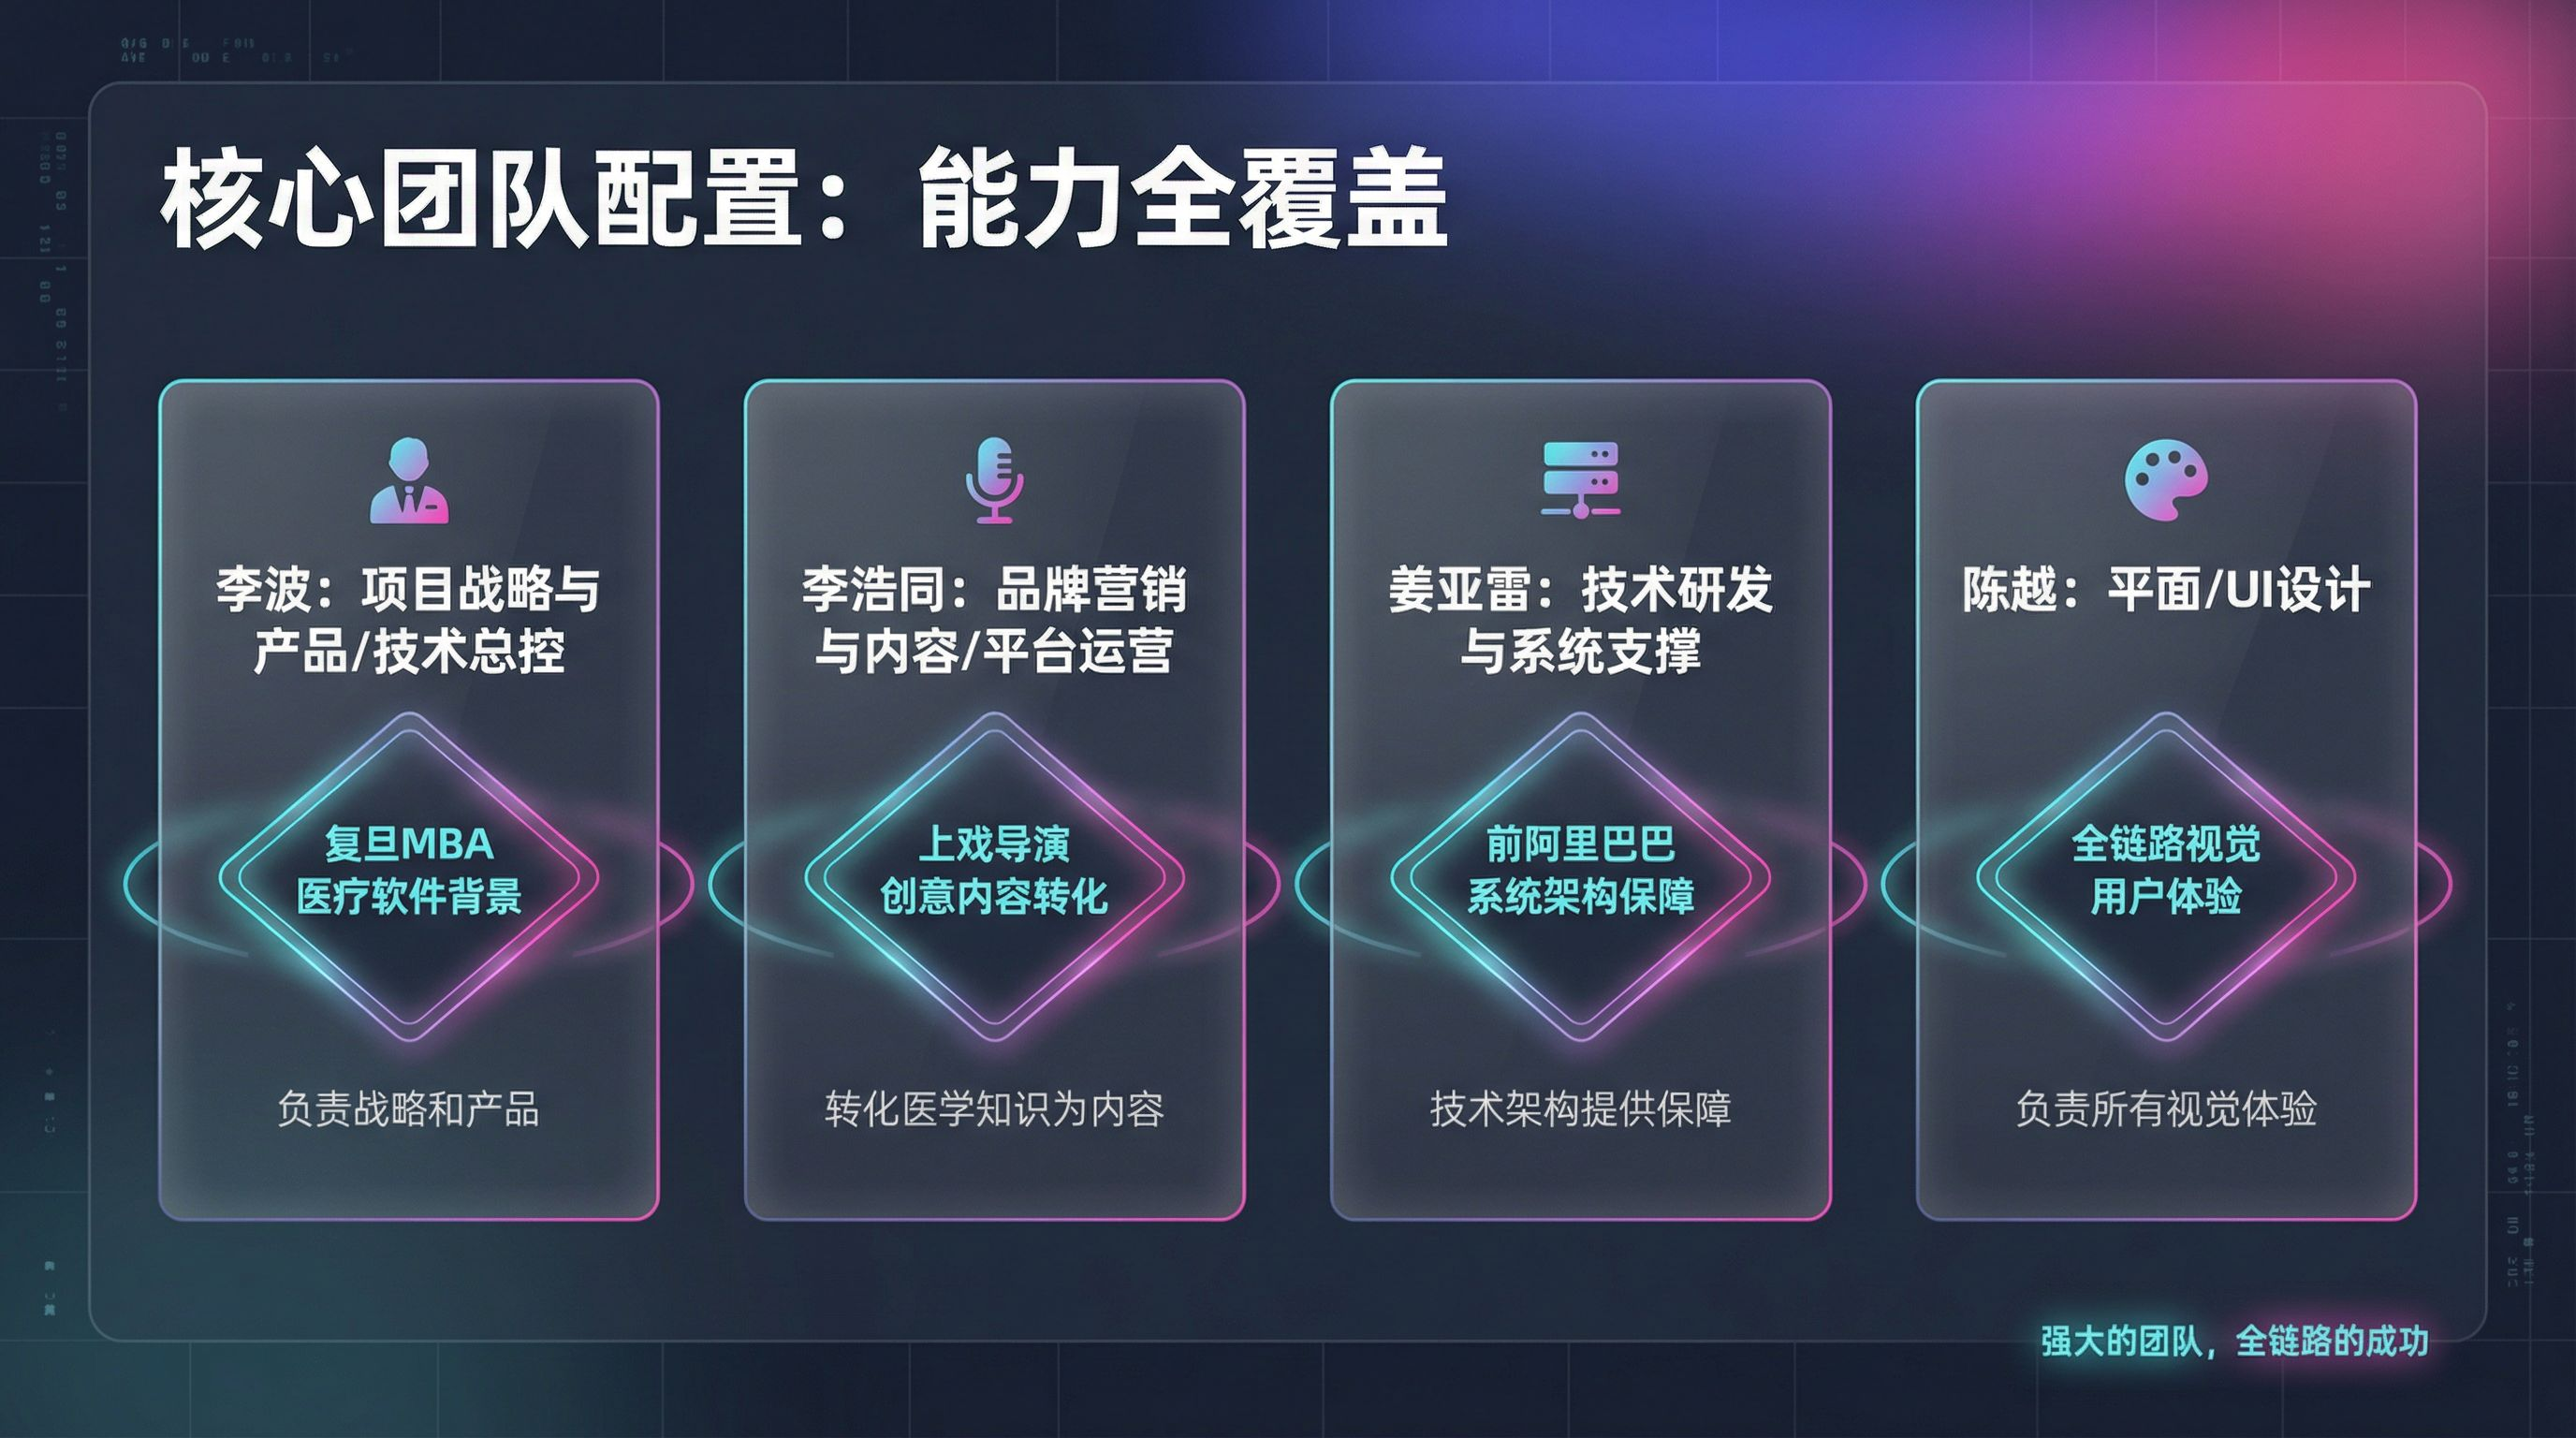 核心团队配置：能力全覆盖
李波：项目战略与
产品/技术总控
复旦MBA
医疗软件背景
负责战略和产品
李浩同：品牌营销
与内容/平台运营
上戏导演
创意内容转化
转化医学知识为内容
姜亚雷：技术研发
与系统支撑
前阿里巴巴
系统架构保障
技术架构提供保障
陈越：平面/UI设计
全链路视觉
用户体验
负责所有视觉体验
强大的团队，全链路的成功